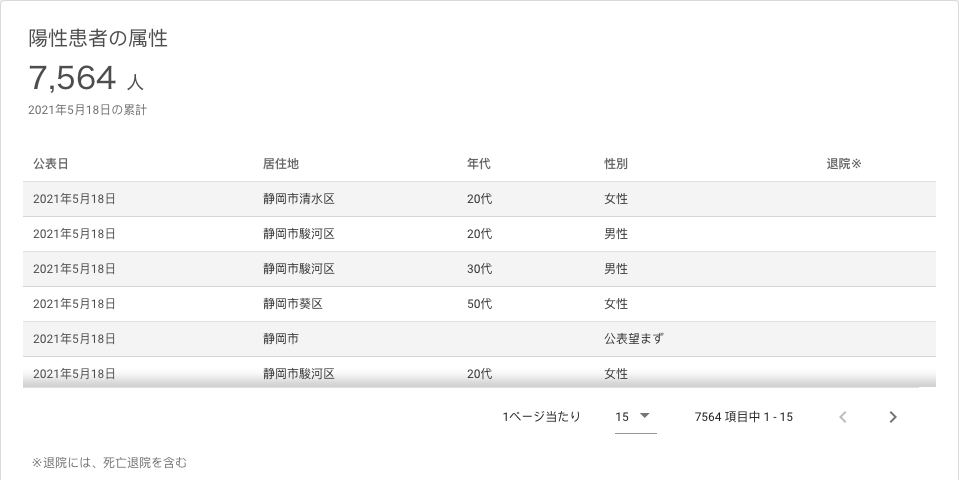 陽性患者の属性
7,564 人
2021年5月18日の累計
公表日 居住地 年代 性別 退院※
2021年5月18日 静岡市清水区 20代 女性
2021年5月18日 静岡市駿河区 20代 男性
2021年5月18日 静岡市駿河区 30代 男性
2021年5月18日 静岡市葵区 50代 女性
2021年5月18日 静岡市 公表望まず
2021年5月18日 静岡市駿河区 20代 女性
1ページ当たり 15 7564 項目中 1 - 15
※退院には、死亡退院を含む